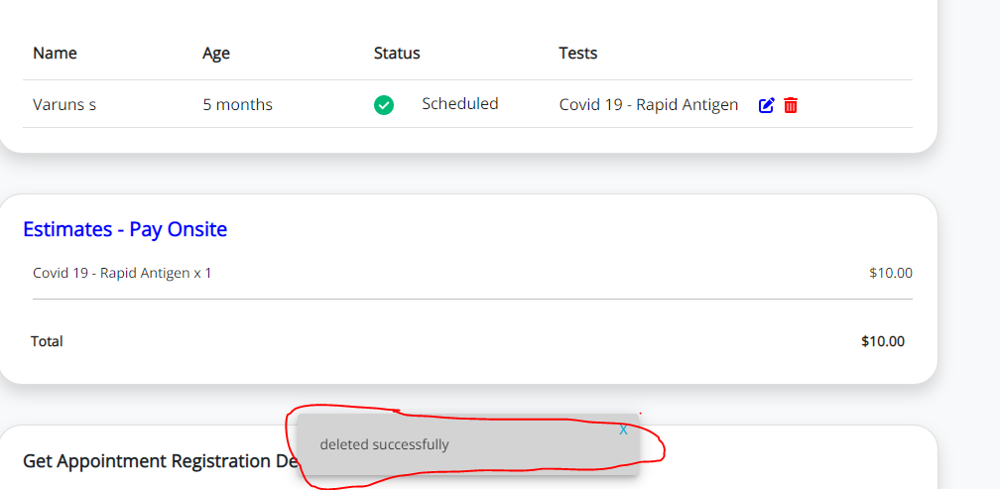 Name Age Status Tests
Varuns s 5 months Scheduled Covid 19 - Rapid Antigen
Estimates - Pay Onsite
Covid 19 - Rapid Antigen x 1 $10.00
Total $10.00
deleted successfully X
Get Appointment Registration De